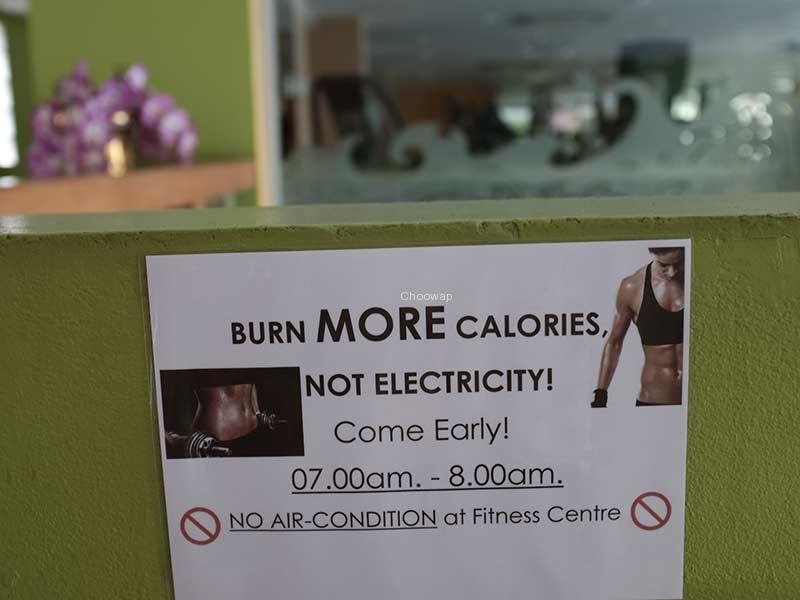 Choowap
BURN MORE CALORIES,
NOT ELECTRICITY!
Come Early!
07.00am. - 8.00am.
NO AIR-CONDITION at Fitness Centre